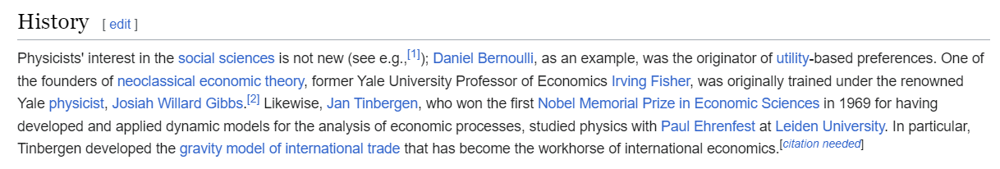 History [ edit ]
Physicists' interest in the social sciences is not new (see e.g.,[1]); Daniel Bernoulli, as an example, was the originator of utility-based preferences. One of
the founders of neoclassical economic theory, former Yale University Professor of Economics Irving Fisher, was originally trained under the renowned
Yale physicist, Josiah Willard Gibbs.[2] Likewise, Jan Tinbergen, who won the first Nobel Memorial Prize in Economic Sciences in 1969 for having
developed and applied dynamic models for the analysis of economic processes, studied physics with Paul Ehrenfest at Leiden University. In particular,
Tinbergen developed the gravity model of international trade that has become the workhorse of international economics.[citation needed]